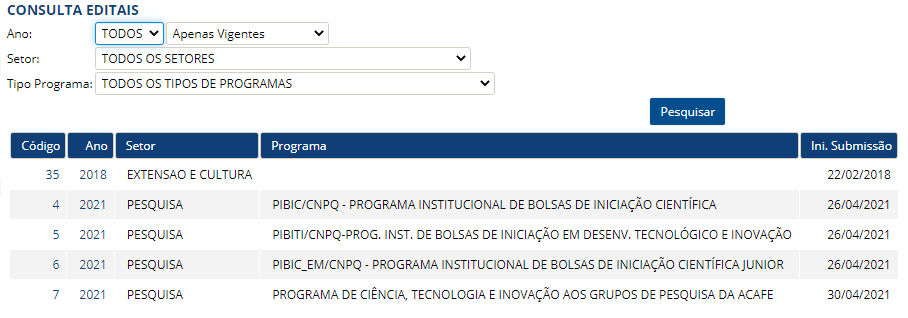 CONSULTA EDITAIS
Ano: TODOS Apenas Vigentes
Setor: TODOS OS SETORES
Tipo Programa: TODOS OS TIPOS DE PROGRAMAS
Pesquisar
Código Ano Setor Programa Ini. Submissão
35 2018 EXTENSAO E CULTURA 22/02/2018
4 2021 PESQUISA PIBIC/CNPQ - PROGRAMA INSTITUCIONAL DE BOLSAS DE INICIAÇÃO CIENTÍFICA 26/04/2021
5 2021 PESQUISA PIBITI/CNPQ-PROG. INST. DE BOLSAS DE INICIAÇÃO EM DESENV. TECNOLÓGICO E INOVAÇÃO 26/04/2021
6 2021 PESQUISA PIBIC_EM/CNPQ - PROGRAMA INSTITUCIONAL DE BOLSAS DE INICIAÇÃO CIENTÍFICA JUNIOR 26/04/2021
7 2021 PESQUISA PROGRAMA DE CIÊNCIA, TECNOLOGIA E INOVAÇÃO AOS GRUPOS DE PESQUISA DA ACAFE 30/04/2021